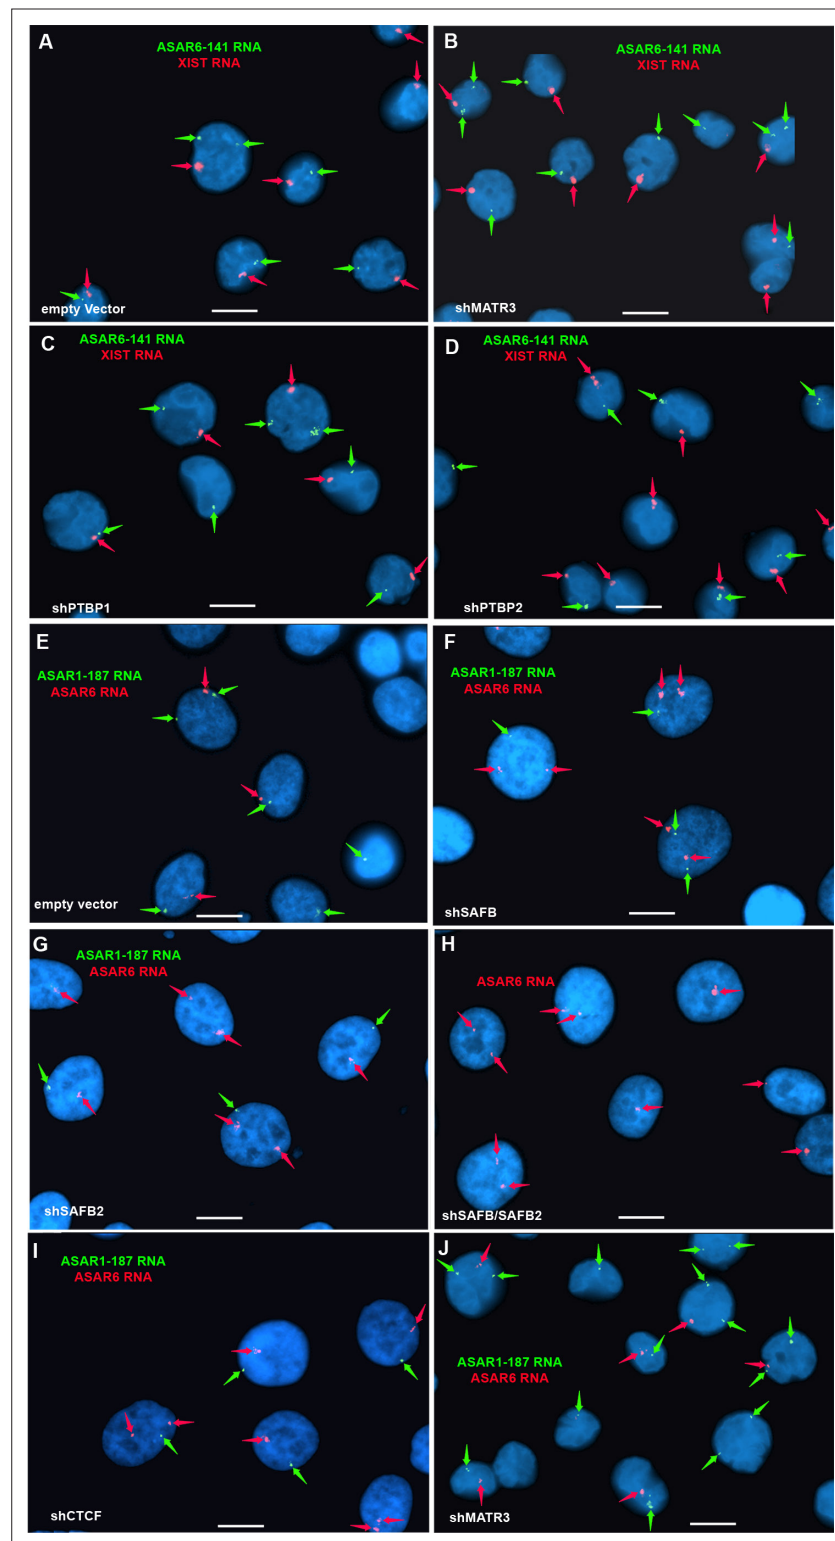 A
ASAR6-141 RNA
XIST RNA
empty Vector
B
ASAR6-141 RNA
XIST RNA
shMATR3
C
ASAR6-141 RNA
XIST RNA
shPTBP1
D
ASAR6-141 RNA
XIST RNA
shPTBP2
E
ASAR1-187 RNA
ASAR6 RNA
empty vector
F
ASAR1-187 RNA
ASAR6 RNA
shSAFB
G
ASAR1-187 RNA
ASAR6 RNA
shSAFB2
H
ASAR6 RNA
shSAFB/SAFB2
I
ASAR1-187 RNA
ASAR6 RNA
shCTCF
J
ASAR1-187 RNA
ASAR6 RNA
shMATR3